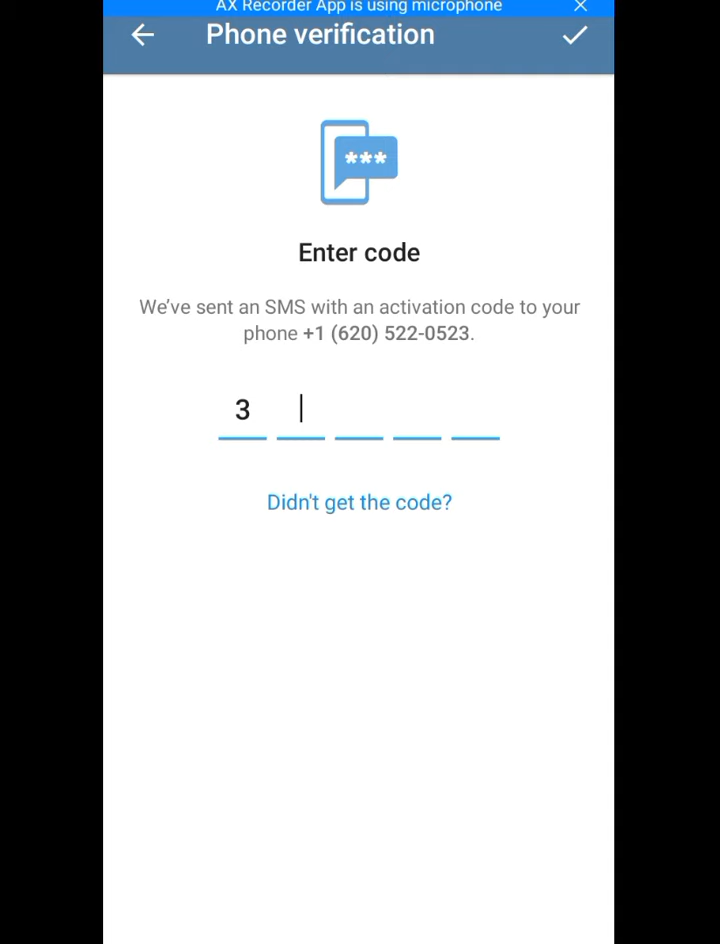 AX Recorder App is using microphone
Phone verification
***
Enter code
We’ve sent an SMS with an activation code to your
phone +1 (620) 522-0523.
3
Didn't get the code?